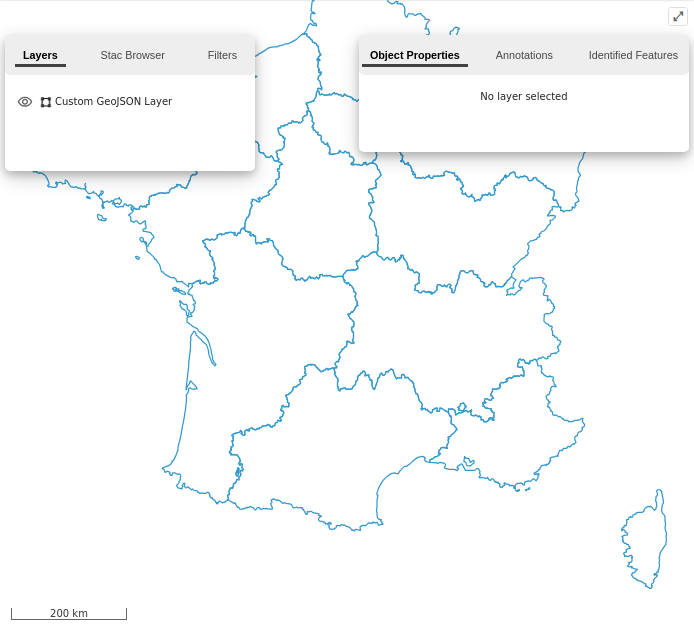 Layers Stac Browser Filters
Custom GeoJSON Layer
Object Properties Annotations Identified Features
No layer selected
200 km